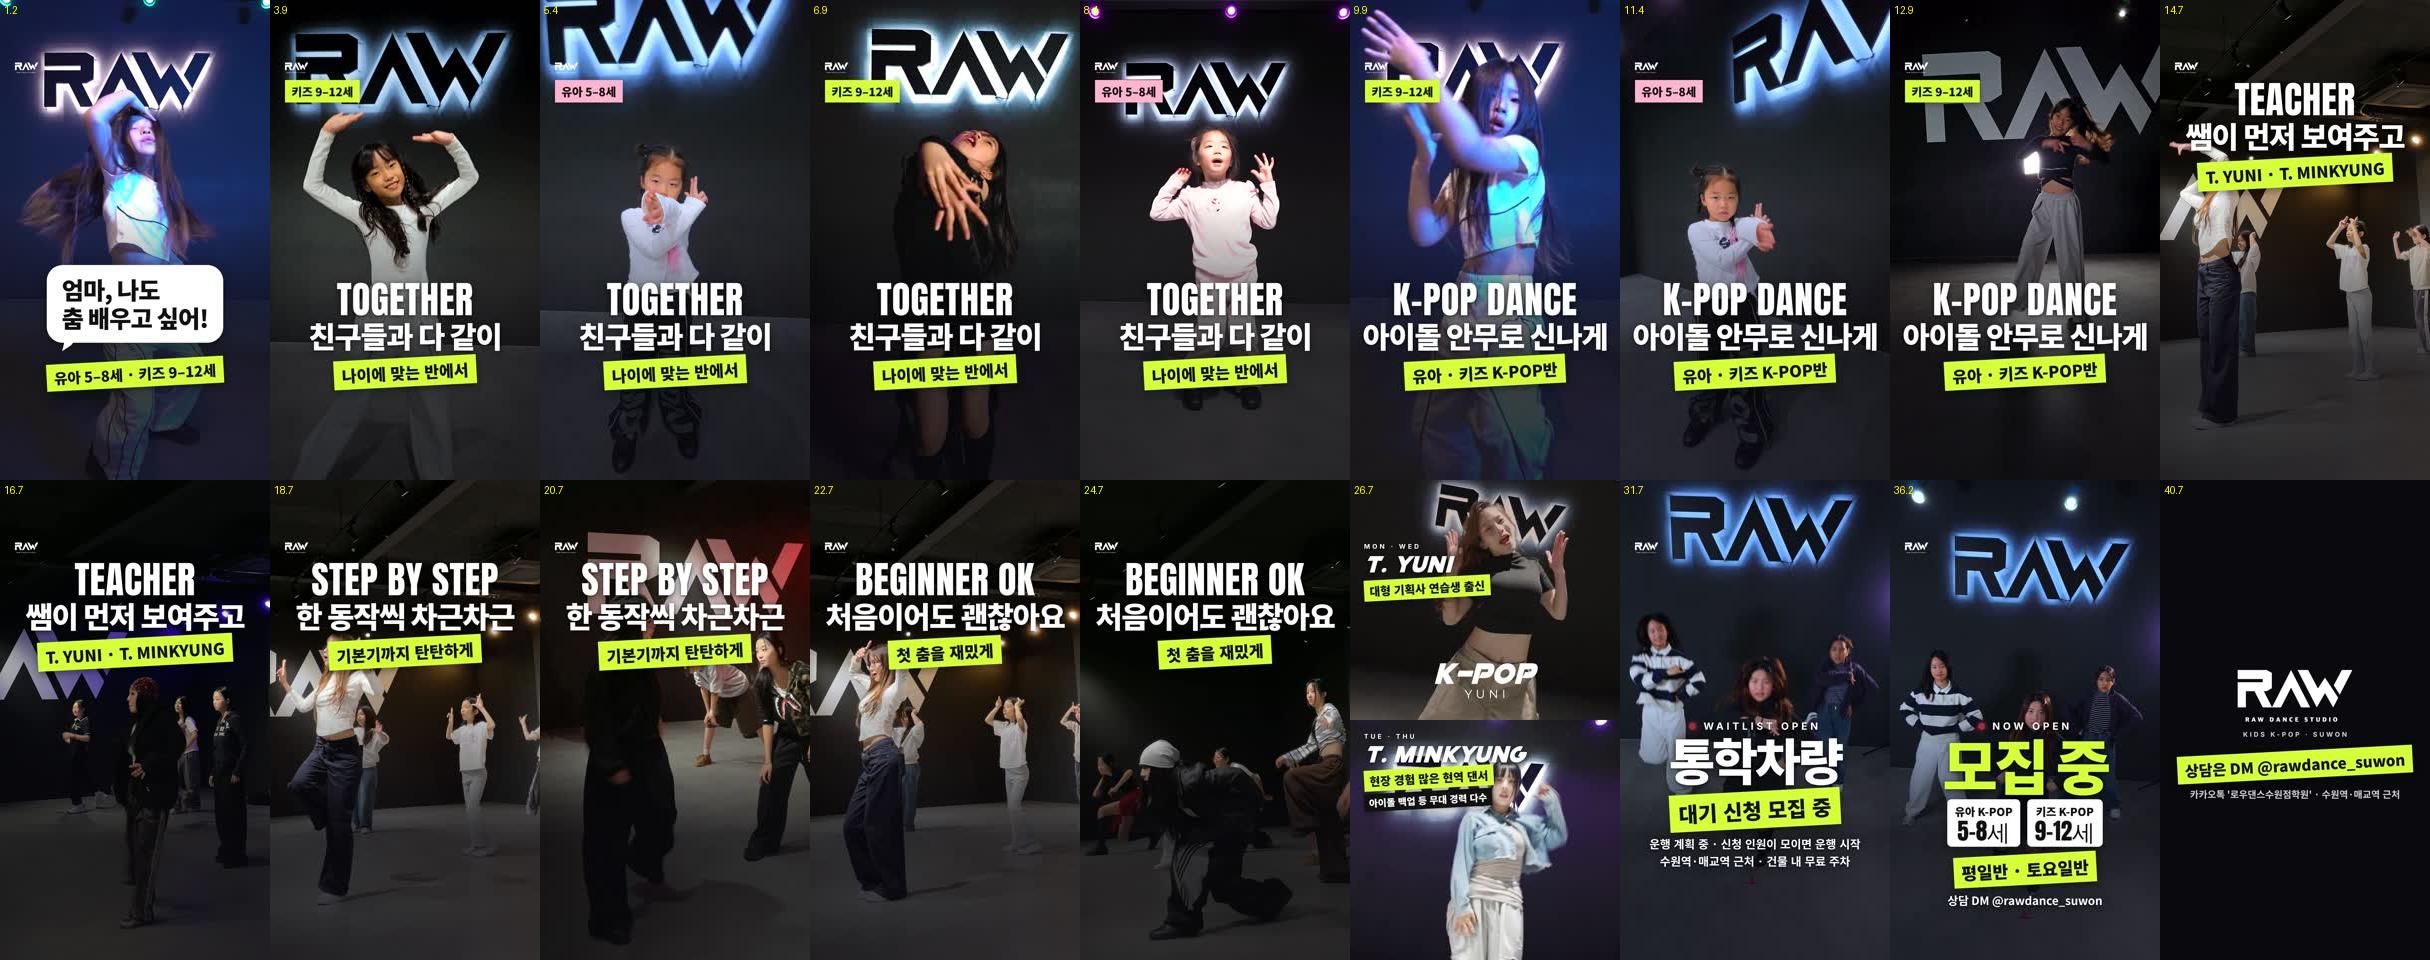 1.2
RAW
RAW
엄마, 나도
춤 배우고 싶어!
유아 5–8세 · 키즈 9–12세
3.9
RAW
RAW
키즈 9–12세
TOGETHER
친구들과 다 같이
나이에 맞는 반에서
5.4
RAW
RAW
유아 5–8세
TOGETHER
친구들과 다 같이
나이에 맞는 반에서
6.9
RAW
RAW
키즈 9–12세
TOGETHER
친구들과 다 같이
나이에 맞는 반에서
RAW
RAW
유아 5–8세
TOGETHER
친구들과 다 같이
나이에 맞는 반에서
9.9
RAW
RAW
키즈 9–12세
K-POP DANCE
아이돌 안무로 신나게
유아 · 키즈 K-POP반
11.4
RAW
RAW
유아 5–8세
K-POP DANCE
아이돌 안무로 신나게
유아 · 키즈 K-POP반
12.9
RAW
RAW
키즈 9–12세
K-POP DANCE
아이돌 안무로 신나게
유아 · 키즈 K-POP반
14.7
RAW
TEACHER
쌤이 먼저 보여주고
T. YUNI · T. MINKYUNG
16.7
RAW
TEACHER
쌤이 먼저 보여주고
T. YUNI · T. MINKYUNG
18.7
RAW
STEP BY STEP
한 동작씩 차근차근
기본기까지 탄탄하게
20.7
RAW
RAW
STEP BY STEP
한 동작씩 차근차근
기본기까지 탄탄하게
22.7
RAW
BEGINNER OK
처음이어도 괜찮아요
첫 춤을 재밌게
24.7
RAW
BEGINNER OK
처음이어도 괜찮아요
첫 춤을 재밌게
26.7
RAW
MON · WED
T. YUNI
대형 기획사 연습생 출신
K-POP
YUNI
TUE · THU
T. MINKYUNG
현장 경험 많은 현역 댄서
아이돌 백업 등 무대 경력 다수
31.7
RAW
RAW
WAITLIST OPEN
통학차량
대기 신청 모집 중
운행 계획 중 · 신청 인원이 모이면 운행 시작
수원역·매교역 근처 · 건물 내 무료 주차
36.2
RAW
RAW
NOW OPEN
모집 중
유아 K-POP
5-8세
키즈 K-POP
9-12세
평일반 · 토요일반
상담 DM @rawdance_suwon
40.7
RAW
RAW DANCE STUDIO
KIDS K-POP · SUWON
상담은 DM @rawdance_suwon
카카오톡 '로우댄스수원점학원' · 수원역·매교역 근처